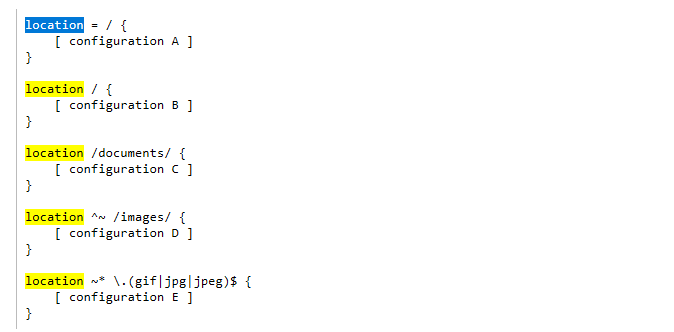 location = / {
    [ configuration A ]
}
location / {
    [ configuration B ]
}
location /documents/ {
    [ configuration C ]
}
location ^~ /images/ {
    [ configuration D ]
}
location ~* \.(gif|jpg|jpeg)$ {
    [ configuration E ]
}